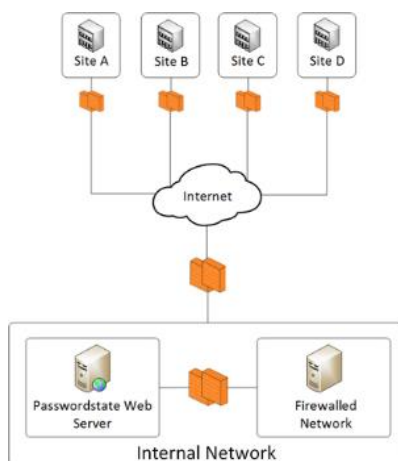 Site A
Site B
Site C
Site D
Internet
Passwordstate Web
Server
Firewalled
Network
Internal Network